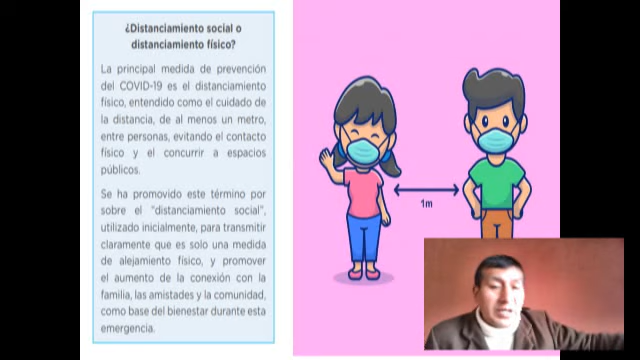 ¿Distanciamiento social o
distanciamiento físico?
La principal medida de prevención
del COVID-19 es el distanciamiento
físico, entendido como el cuidado de
la distancia, de al menos un metro,
entre personas, evitando el contacto
físico y el concurrir a espacios
públicos.
Se ha promovido este término por
sobre el "distanciamiento social",
utilizado inicialmente, para transmitir
claramente que es solo una medida
de alejamiento físico, y promover
el aumento de la conexión con la
familia, las amistades y la comunidad,
como base del bienestar durante esta
emergencia.
1m